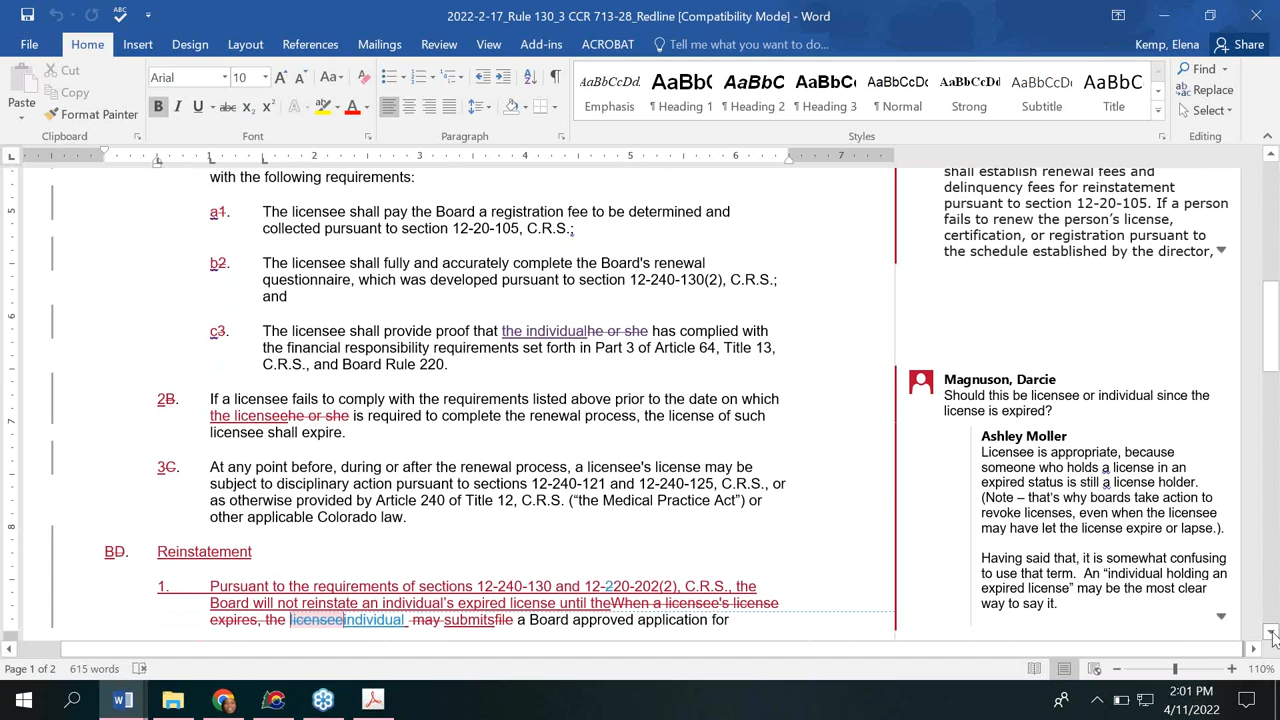 2022-2-17_Rule 130_3 CCR 713-28_Redline [Compatibility Mode] - Word
File Home Insert Design Layout References Mailings Review View Add-ins ACROBAT Tell me what you want to do... Kemp, Elena Share
Paste
Cut
Copy
Format Painter
Clipboard
Arial 10
Font
Paragraph
AaBbCcDd. AaBb( AaBbC AaBbCc AaBbCcDc AaBbCcDc AaBbCcDd AaBbC
Emphasis ¶ Heading 1 ¶ Heading 2 ¶ Heading 3 ¶ Normal Strong Subtitle Title
Styles
Find
Replace
Select
Editing
1 2 3 4 5 6 7
with the following requirements:
a1. The licensee shall pay the Board a registration fee to be determined and
collected pursuant to section 12-20-105, C.R.S.;
b2. The licensee shall fully and accurately complete the Board's renewal
questionnaire, which was developed pursuant to section 12-240-130(2), C.R.S.;
and
c3. The licensee shall provide proof that the individualhe or she has complied with
the financial responsibility requirements set forth in Part 3 of Article 64, Title 13,
C.R.S., and Board Rule 220.
2B. If a licensee fails to comply with the requirements listed above prior to the date on which
the licenseehe or she is required to complete the renewal process, the license of such
licensee shall expire.
3C. At any point before, during or after the renewal process, a licensee's license may be
subject to disciplinary action pursuant to sections 12-240-121 and 12-240-125, C.R.S., or
as otherwise provided by Article 240 of Title 12, C.R.S. (“the Medical Practice Act”) or
other applicable Colorado law.
BD. Reinstatement
1. Pursuant to the requirements of sections 12-240-130 and 12-220-202(2), C.R.S., the
Board will not reinstate an individual’s expired license until theWhen a licensee's license
expires, the licenseeindividual may submitsfile a Board approved application for
shall establish renewal fees and
delinquency fees for reinstatement
pursuant to section 12-20-105. If a person
fails to renew the person’s license,
certification, or registration pursuant to
the schedule established by the director,
Magnuson, Darcie
Should this be licensee or individual since the
license is expired?
Ashley Moller
Licensee is appropriate, because
someone who holds a license in an
expired status is still a license holder.
(Note – that’s why boards take action to
revoke licenses, even when the licensee
may have let the license expire or lapse.).
Having said that, it is somewhat confusing
to use that term. An “individual holding an
expired license” may be the most clear
way to say it.
5
6
7
8
Page 1 of 2 615 words 110%
2:01 PM
4/11/2022